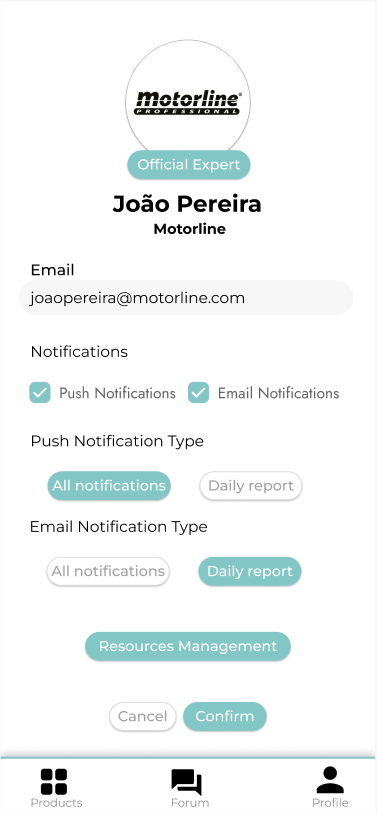 Motorline®
PROFESSIONAL
Official Expert
João Pereira
Motorline
Email
joaopereira@motorline.com
Notifications
Push Notifications Email Notifications
Push Notification Type
All notifications Daily report
Email Notification Type
All notifications Daily report
Resources Management
Cancel Confirm
Products Forum Profile